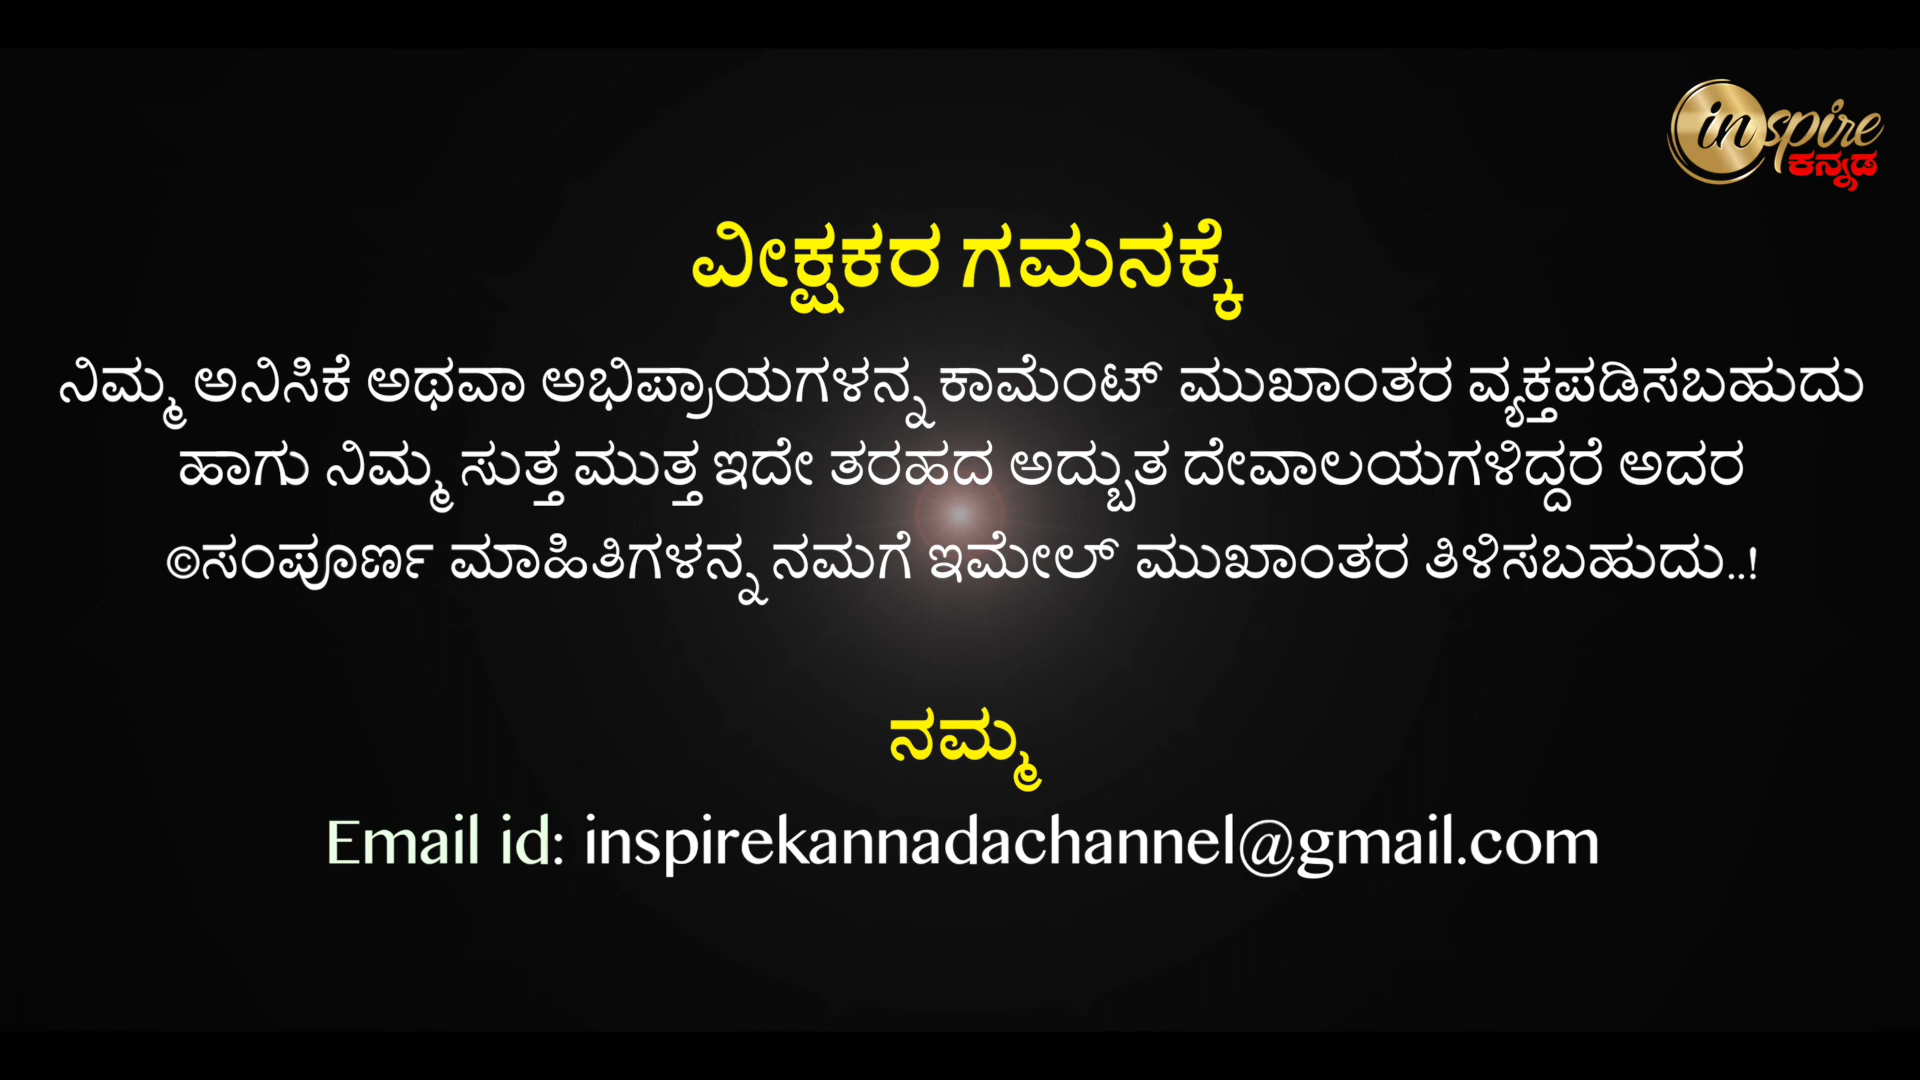 inspire
ಕನ್ನಡ
ವೀಕ್ಷಕರ ಗಮನಕ್ಕೆ
ನಿಮ್ಮ ಅನಿಸಿಕೆ ಅಥವಾ ಅಭಿಪ್ರಾಯಗಳನ್ನ ಕಾಮೆಂಟ್ ಮುಖಾಂತರ ವ್ಯಕ್ತಪಡಿಸಬಹುದು
ಹಾಗು ನಿಮ್ಮ ಸುತ್ತ ಮುತ್ತ ಇದೇ ತರಹದ ಅದ್ಬುತ ದೇವಾಲಯಗಳಿದ್ದರೆ ಅದರ
©ಸಂಪೂರ್ಣ ಮಾಹಿತಿಗಳನ್ನ ನಮಗೆ ಇಮೇಲ್ ಮುಖಾಂತರ ತಿಳಿಸಬಹುದು..!
ನಮ್ಮ
Email id: inspirekannadachannel@gmail.com